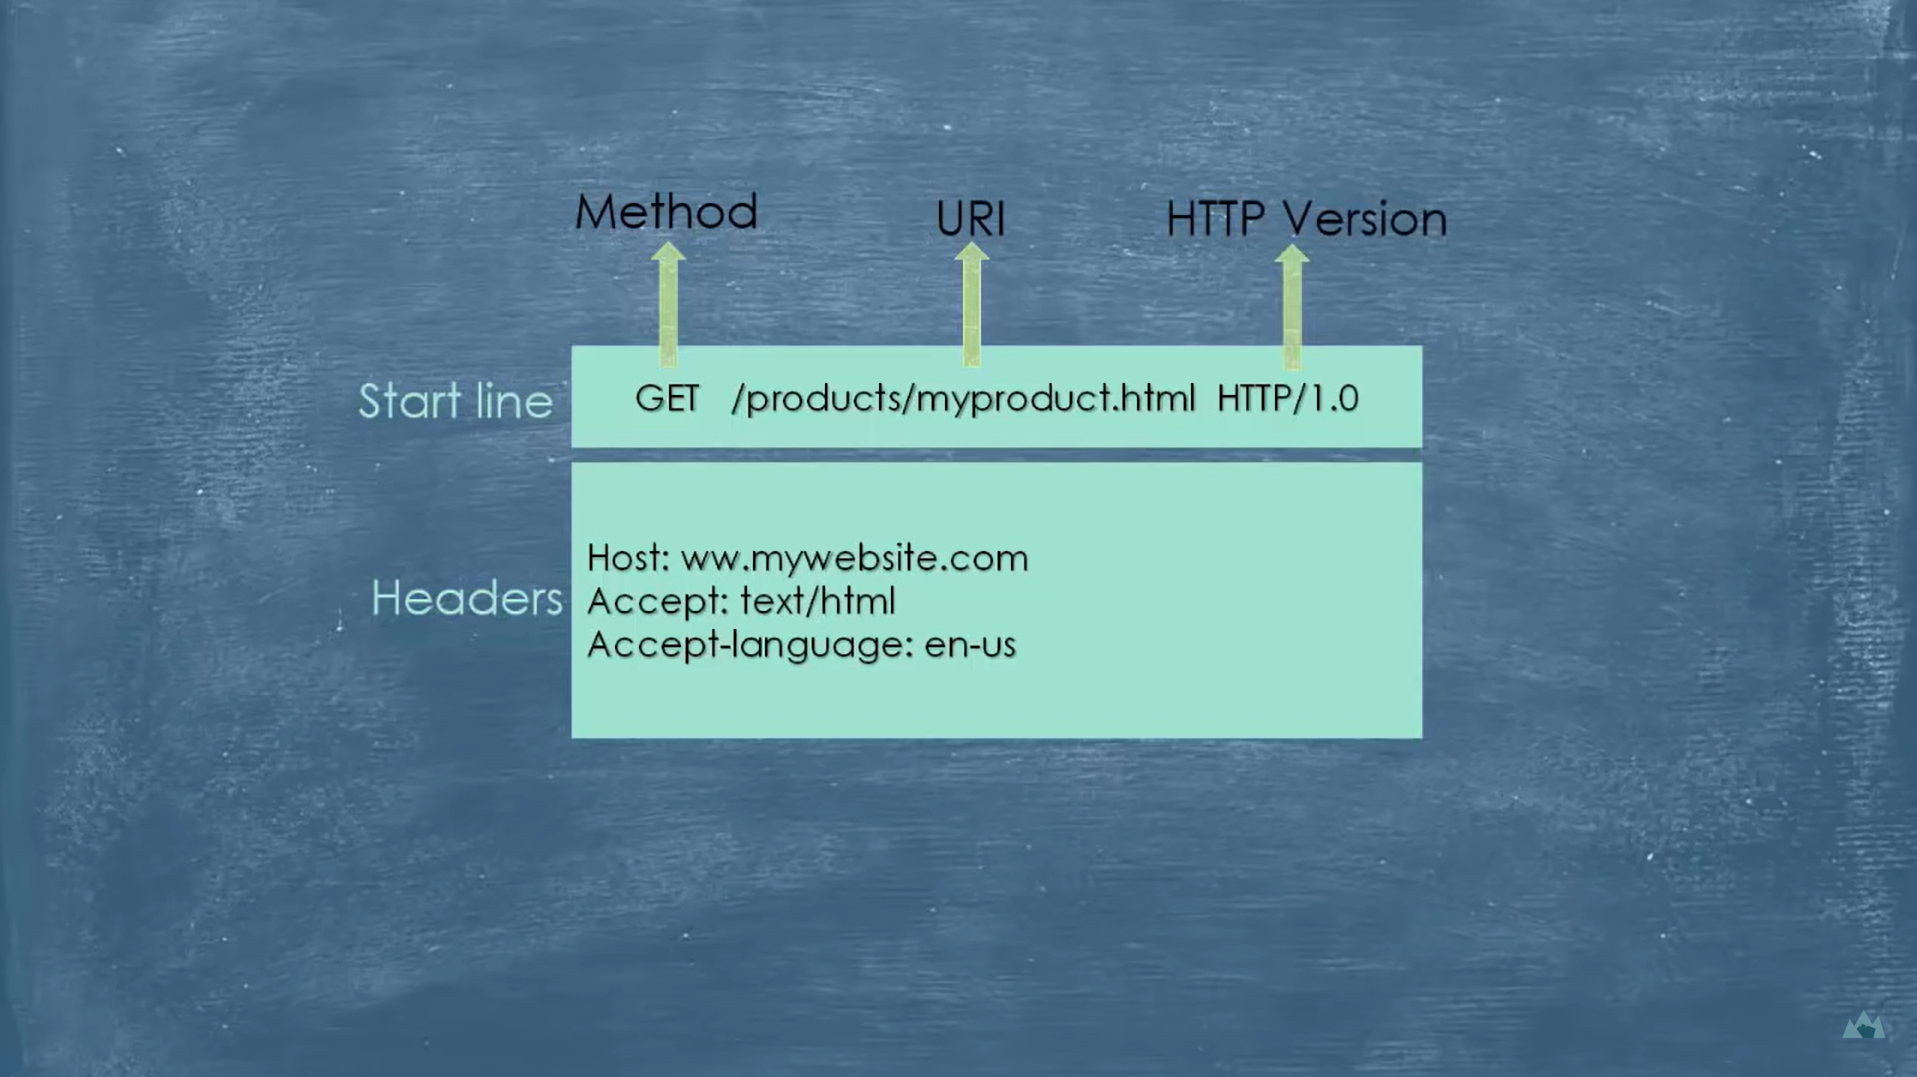 Method URI HTTP Version
Start line GET /products/myproduct.html HTTP/1.0
Host: ww.mywebsite.com
Headers Accept: text/html
Accept-language: en-us